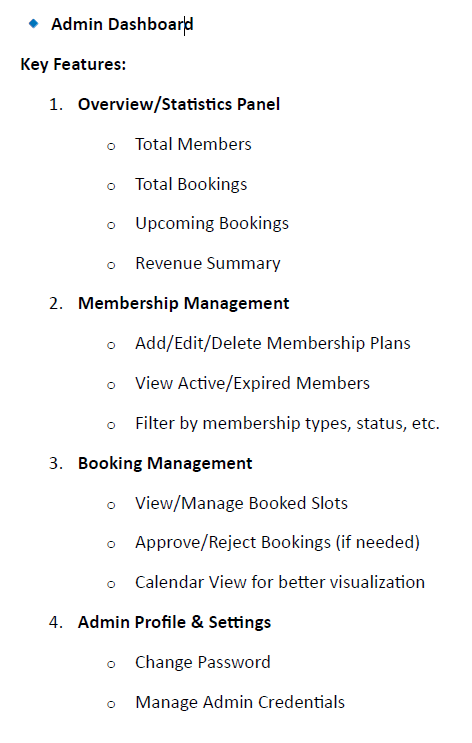 Admin Dashboard
Key Features:
1. Overview/Statistics Panel
o Total Members
o Total Bookings
o Upcoming Bookings
o Revenue Summary
2. Membership Management
o Add/Edit/Delete Membership Plans
o View Active/Expired Members
o Filter by membership types, status, etc.
3. Booking Management
o View/Manage Booked Slots
o Approve/Reject Bookings (if needed)
o Calendar View for better visualization
4. Admin Profile & Settings
o Change Password
o Manage Admin Credentials